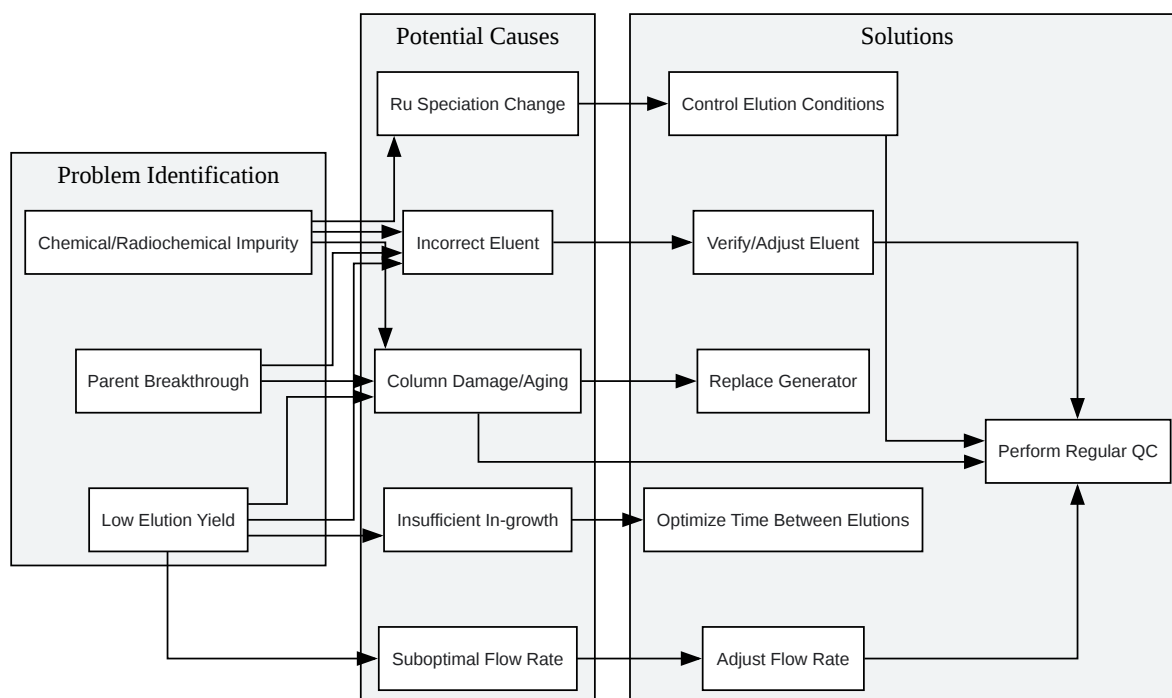 Potential Causes
Solutions
Ru Speciation Change
Control Elution Conditions
Problem Identification
Chemical/Radiochemical Impurity
Incorrect Eluent
Verify/Adjust Eluent
Parent Breakthrough
Column Damage/Aging
Replace Generator
Perform Regular QC
Low Elution Yield
Insufficient In-growth
Optimize Time Between Elutions
Suboptimal Flow Rate
Adjust Flow Rate